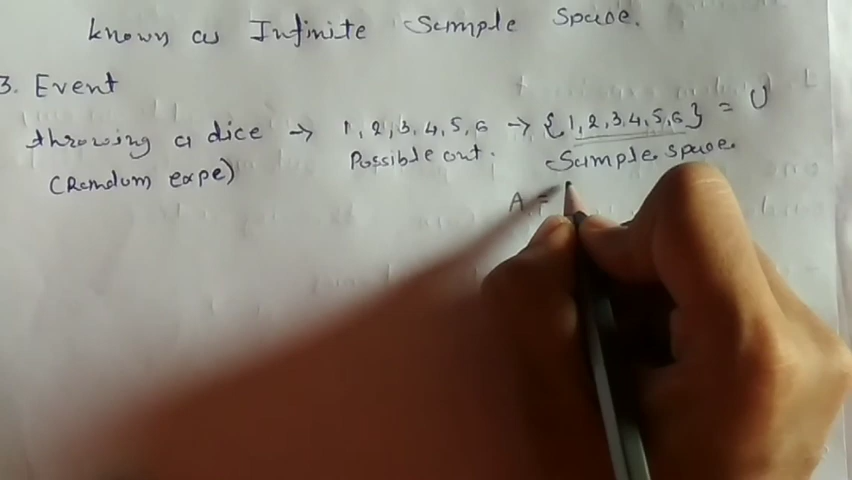 known as Infinite Sample Space.
3. Event
throwing a dice → 1, 2, 3, 4, 5, 6 → {1, 2, 3, 4, 5, 6} = U
(Random expe) Possible out. Sample space.
A =